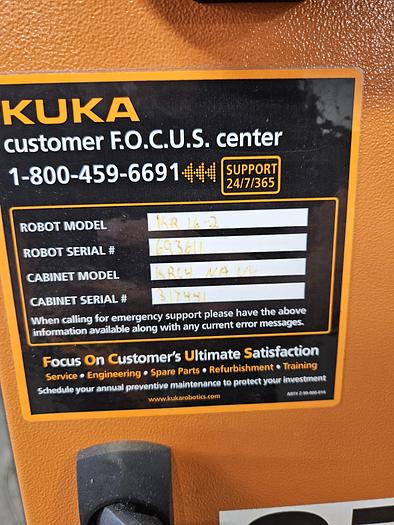 KUKA
customer F.O.C.U.S. center
1-800-459-6691
SUPPORT
24/7/365
ROBOT MODEL KR 16-2
ROBOT SERIAL # 693611
CABINET MODEL KRC4 NA
CABINET SERIAL #
When calling for emergency support please have the above
information available along with any current error messages.
Focus On Customer's Ultimate Satisfaction
Service • Engineering • Spare Parts • Refurbishment • Training
Schedule your annual preventive maintenance to protect your investment
www.kukarobotics.com